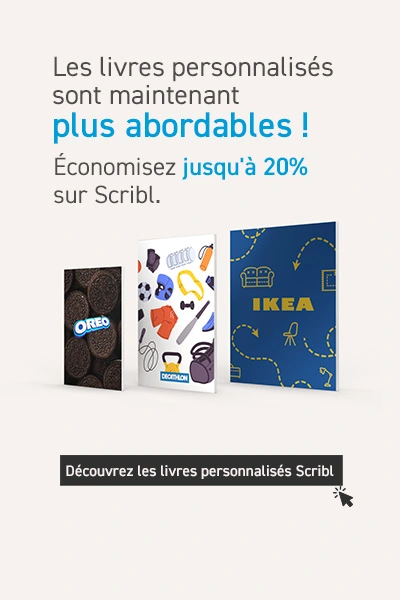 Les livres personnalisés
sont maintenant
plus abordables !
Économisez jusqu'à 20%
sur Scribl.
OREO
DECATHLON
IKEA
Découvrez les livres personnalisés Scribl